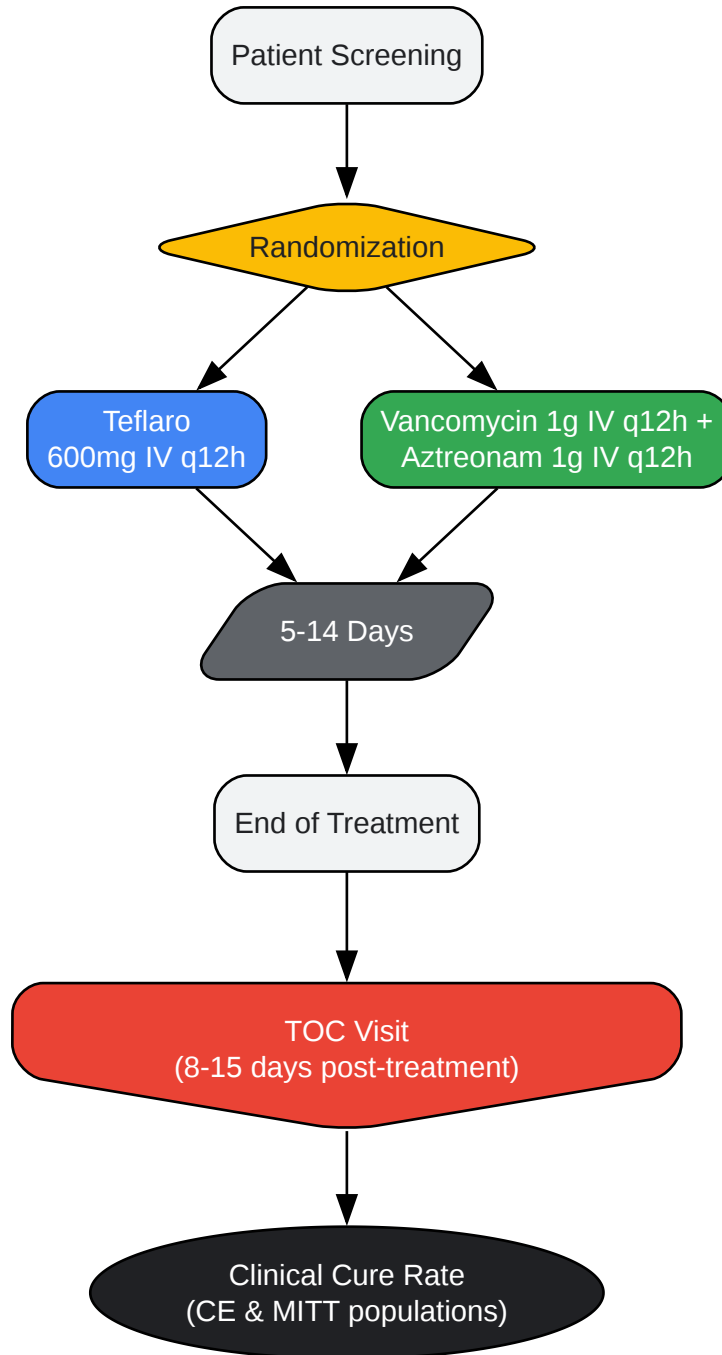 Patient Screening
Randomization
Teflaro
600mg IV q12h
Vancomycin 1g IV q12h +
Aztreonam 1g IV q12h
5-14 Days
End of Treatment
TOC Visit
(8-15 days post-treatment)
Clinical Cure Rate
(CE & MITT populations)